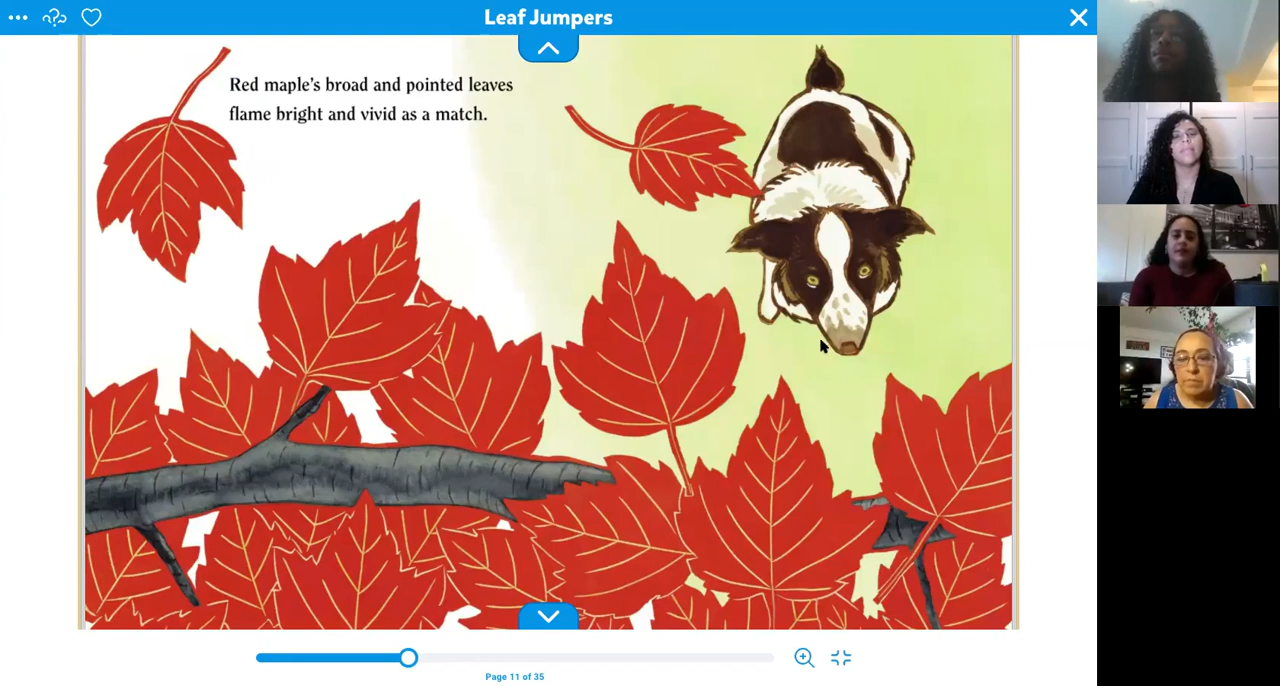 Leaf Jumpers
Red maple's broad and pointed leaves
flame bright and vivid as a match.
Page 11 of 35